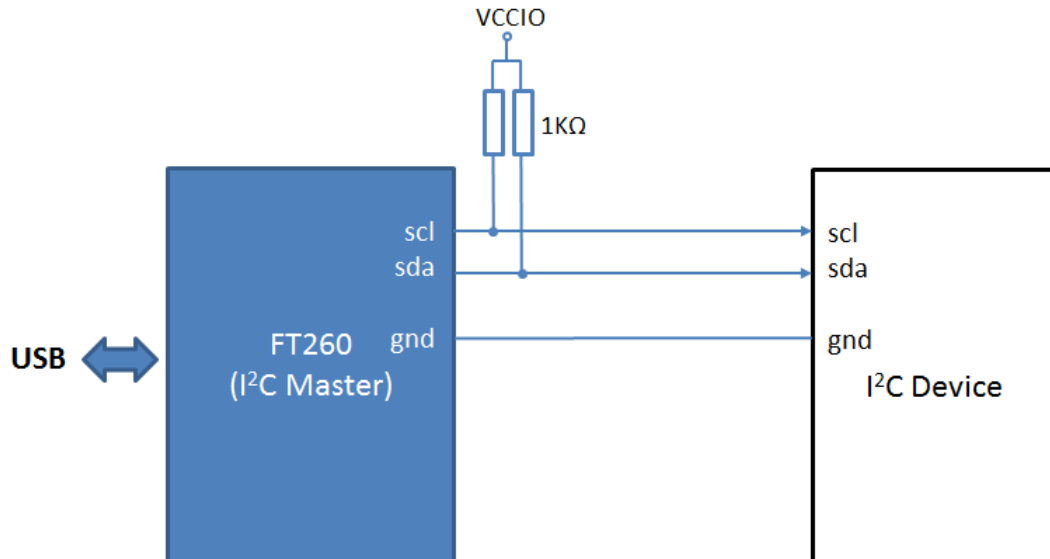 VCCIO
1KΩ
scl
sda
gnd
FT260
(I²C Master)
USB
scl
sda
gnd
I²C Device